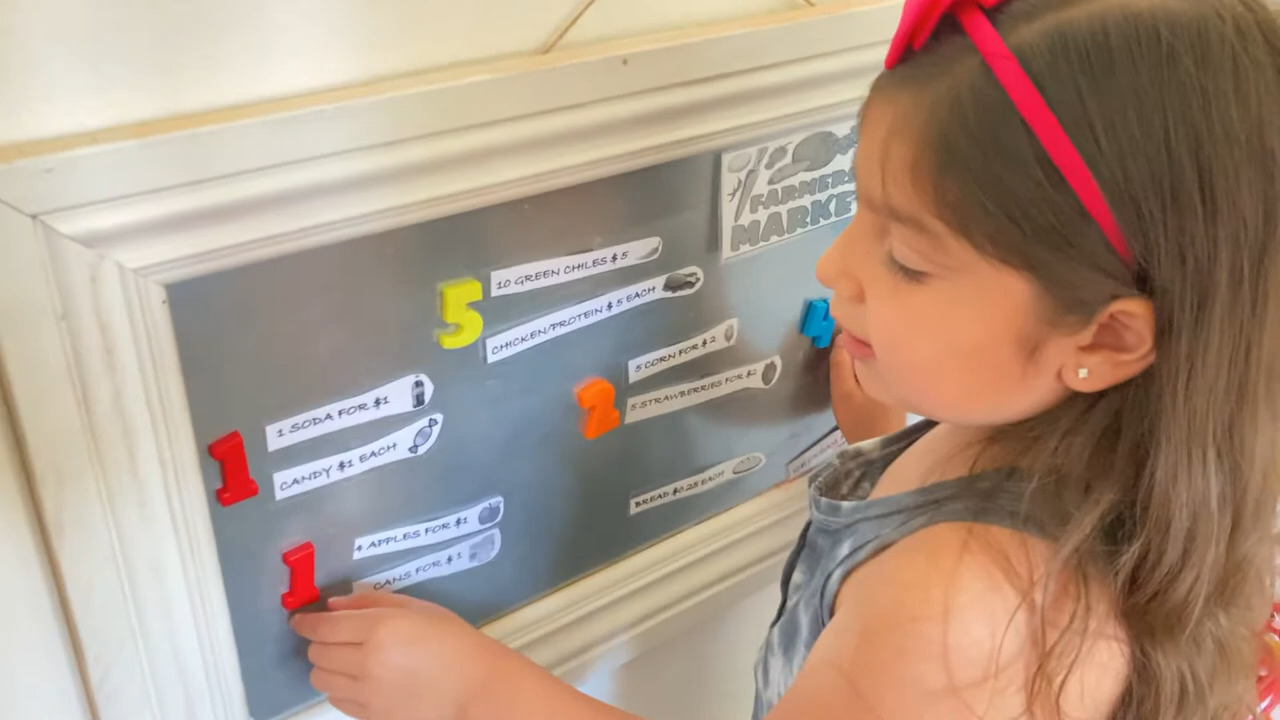 FARMERS
MARKET
5
10 GREEN CHILES $5
CHICKEN/PROTEIN $5 EACH
4
5 CORN FOR $2
2
5 STRAWBERRIES FOR $2
1 SODA FOR $1
1
CANDY $1 EACH
BREAD $0.25 EACH
4 APPLES FOR $1
1
CANS FOR $1